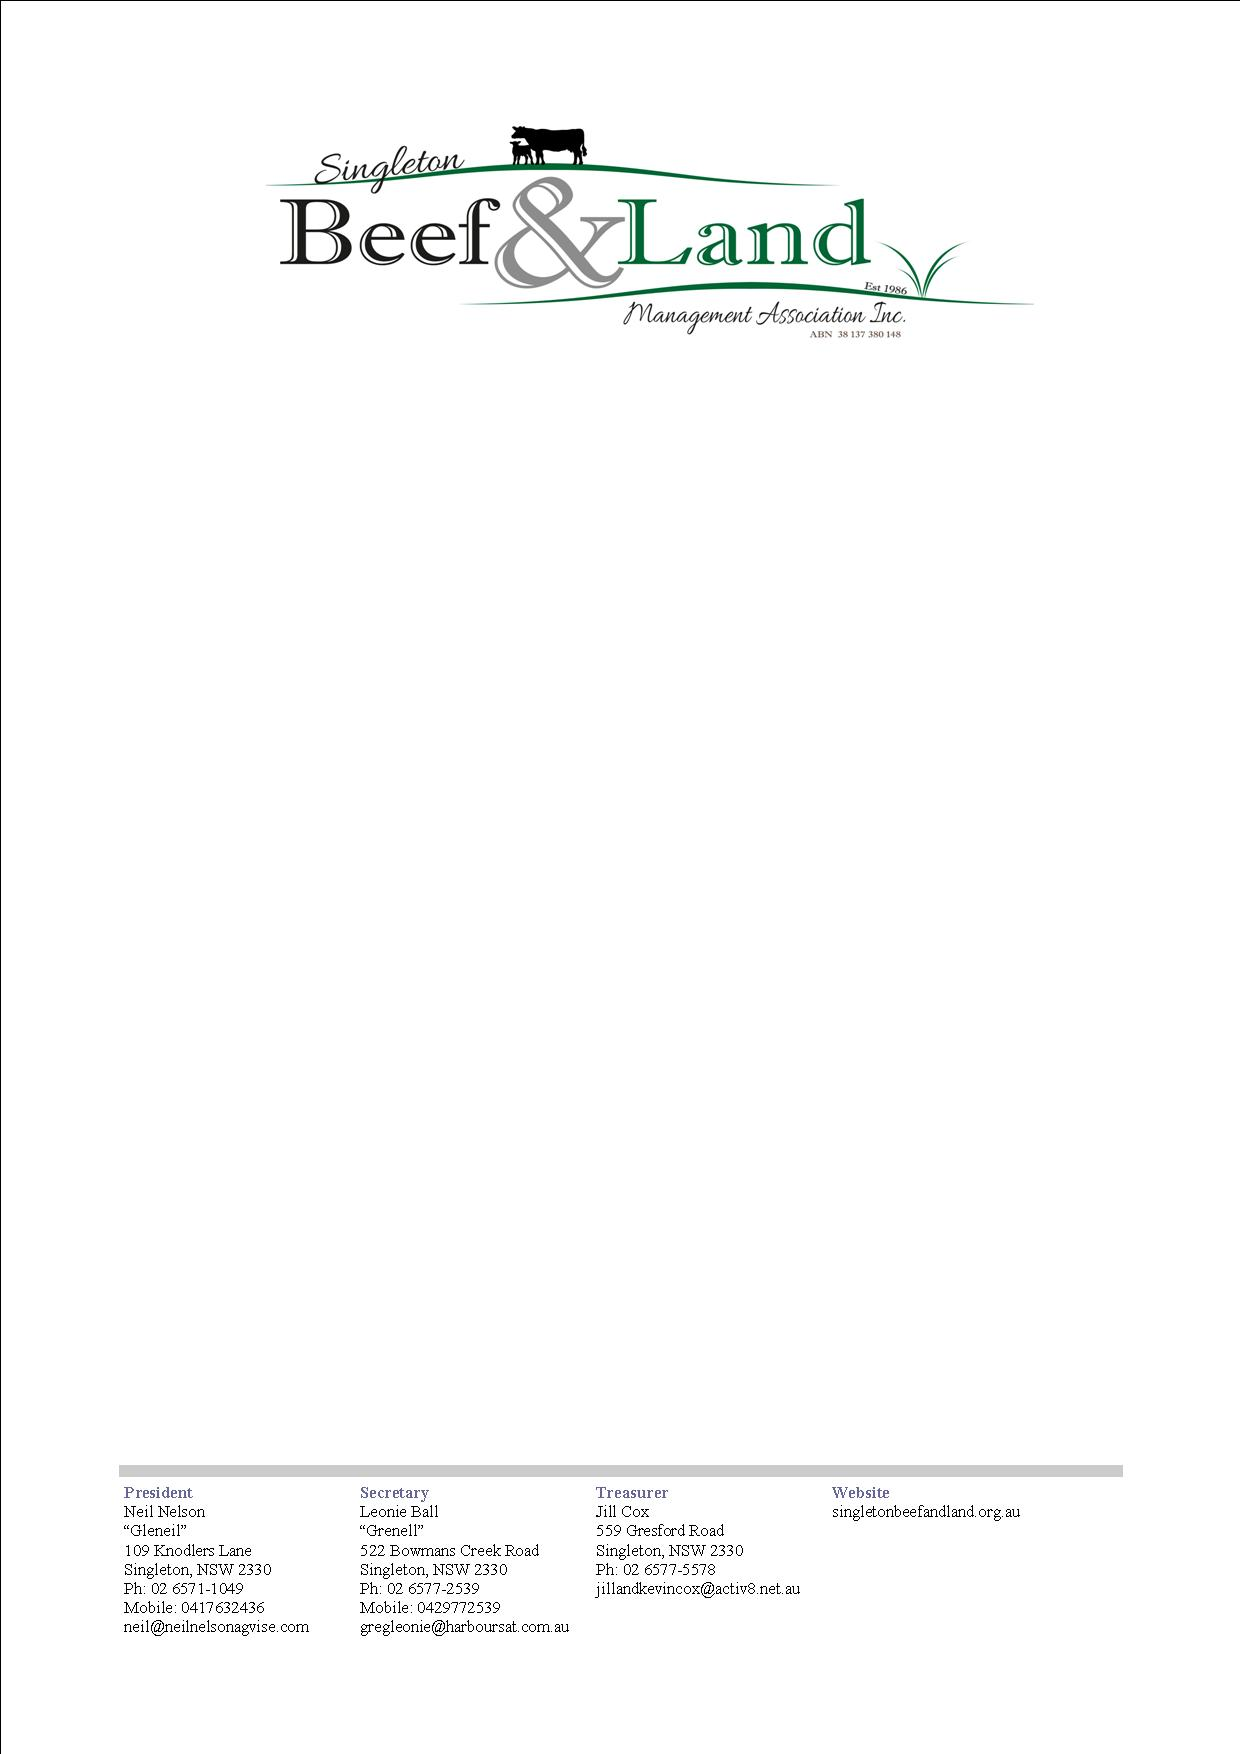 Singleton
Beef & Land
Est 1986
Management Association Inc.
ABN 38 137 380 148
President
Neil Nelson
“Gleneil”
109 Knodlers Lane
Singleton, NSW 2330
Ph: 02 6571-1049
Mobile: 0417632436
neil@neilnelsonagvise.com
Secretary
Leonie Ball
“Grenell”
522 Bowmans Creek Road
Singleton, NSW 2330
Ph: 02 6577-2539
Mobile: 0429772539
gregleonie@harboursat.com.au
Treasurer
Jill Cox
559 Gresford Road
Singleton, NSW 2330
Ph: 02 6577-5578
jillandkevincox@activ8.net.au
Website
singletonbeefandland.org.au